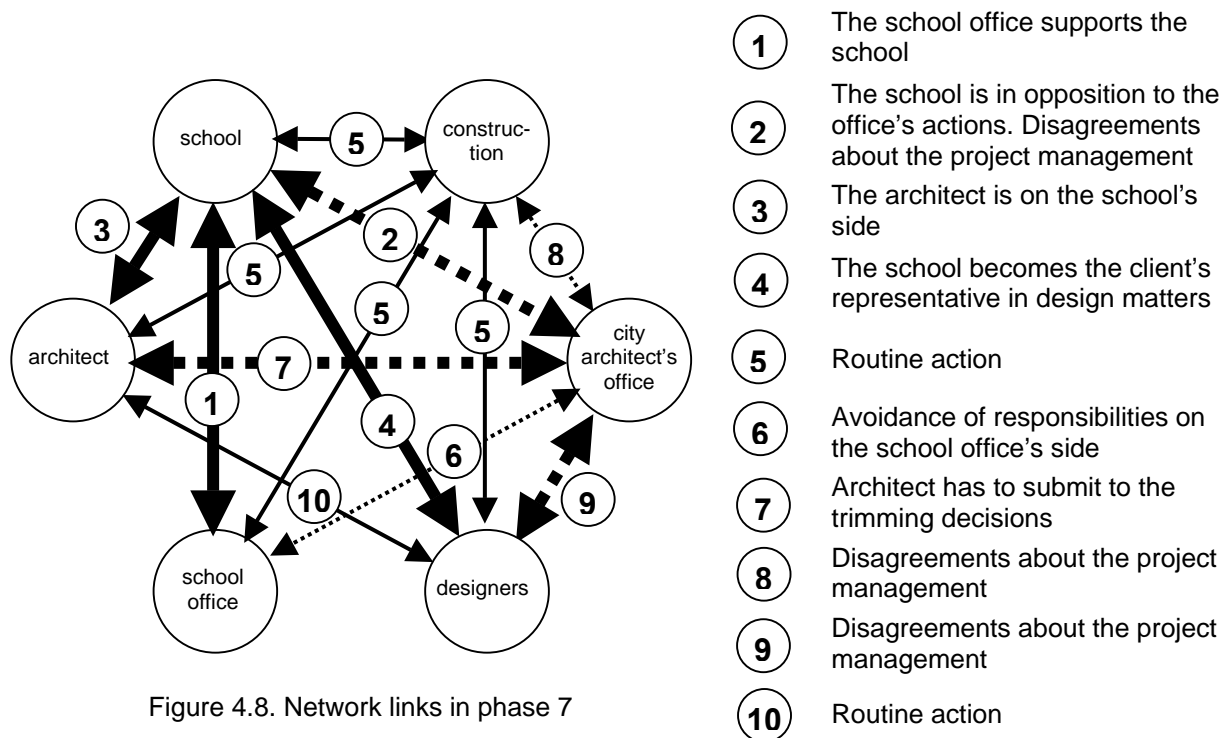 school
construc-
tion
5
3
2
8
5
5
5
architect
7
city
architect's
office
1
4
6
10
9
school
office
designers
Figure 4.8. Network links in phase 7
1
The school office supports the
school
2
The school is in opposition to the
office's actions. Disagreements
about the project management
3
The architect is on the school's
side
4
The school becomes the client's
representative in design matters
5
Routine action
6
Avoidance of responsibilities on
the school office's side
7
Architect has to submit to the
trimming decisions
8
Disagreements about the project
management
9
Disagreements about the project
management
10
Routine action